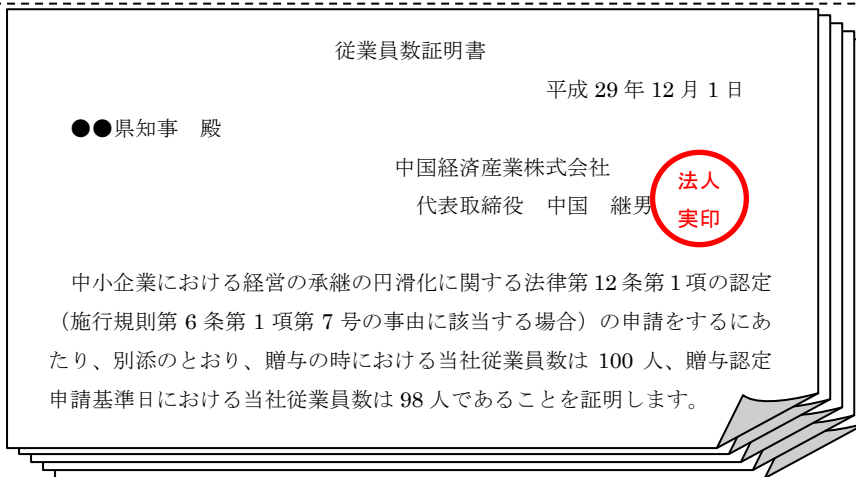 従業員数証明書
平成 29 年 12 月 1 日
●●県知事 殿
中国経済産業株式会社
代表取締役 中国 継男
法人
実印
中小企業における経営の承継の円滑化に関する法律第 12 条第 1 項の認定
（施行規則第 6 条第 1 項第 7 号の事由に該当する場合）の申請をするにあ
たり、別添のとおり、贈与の時における当社従業員数は 100 人、贈与認定
申請基準日における当社従業員数は 98 人であることを証明します。